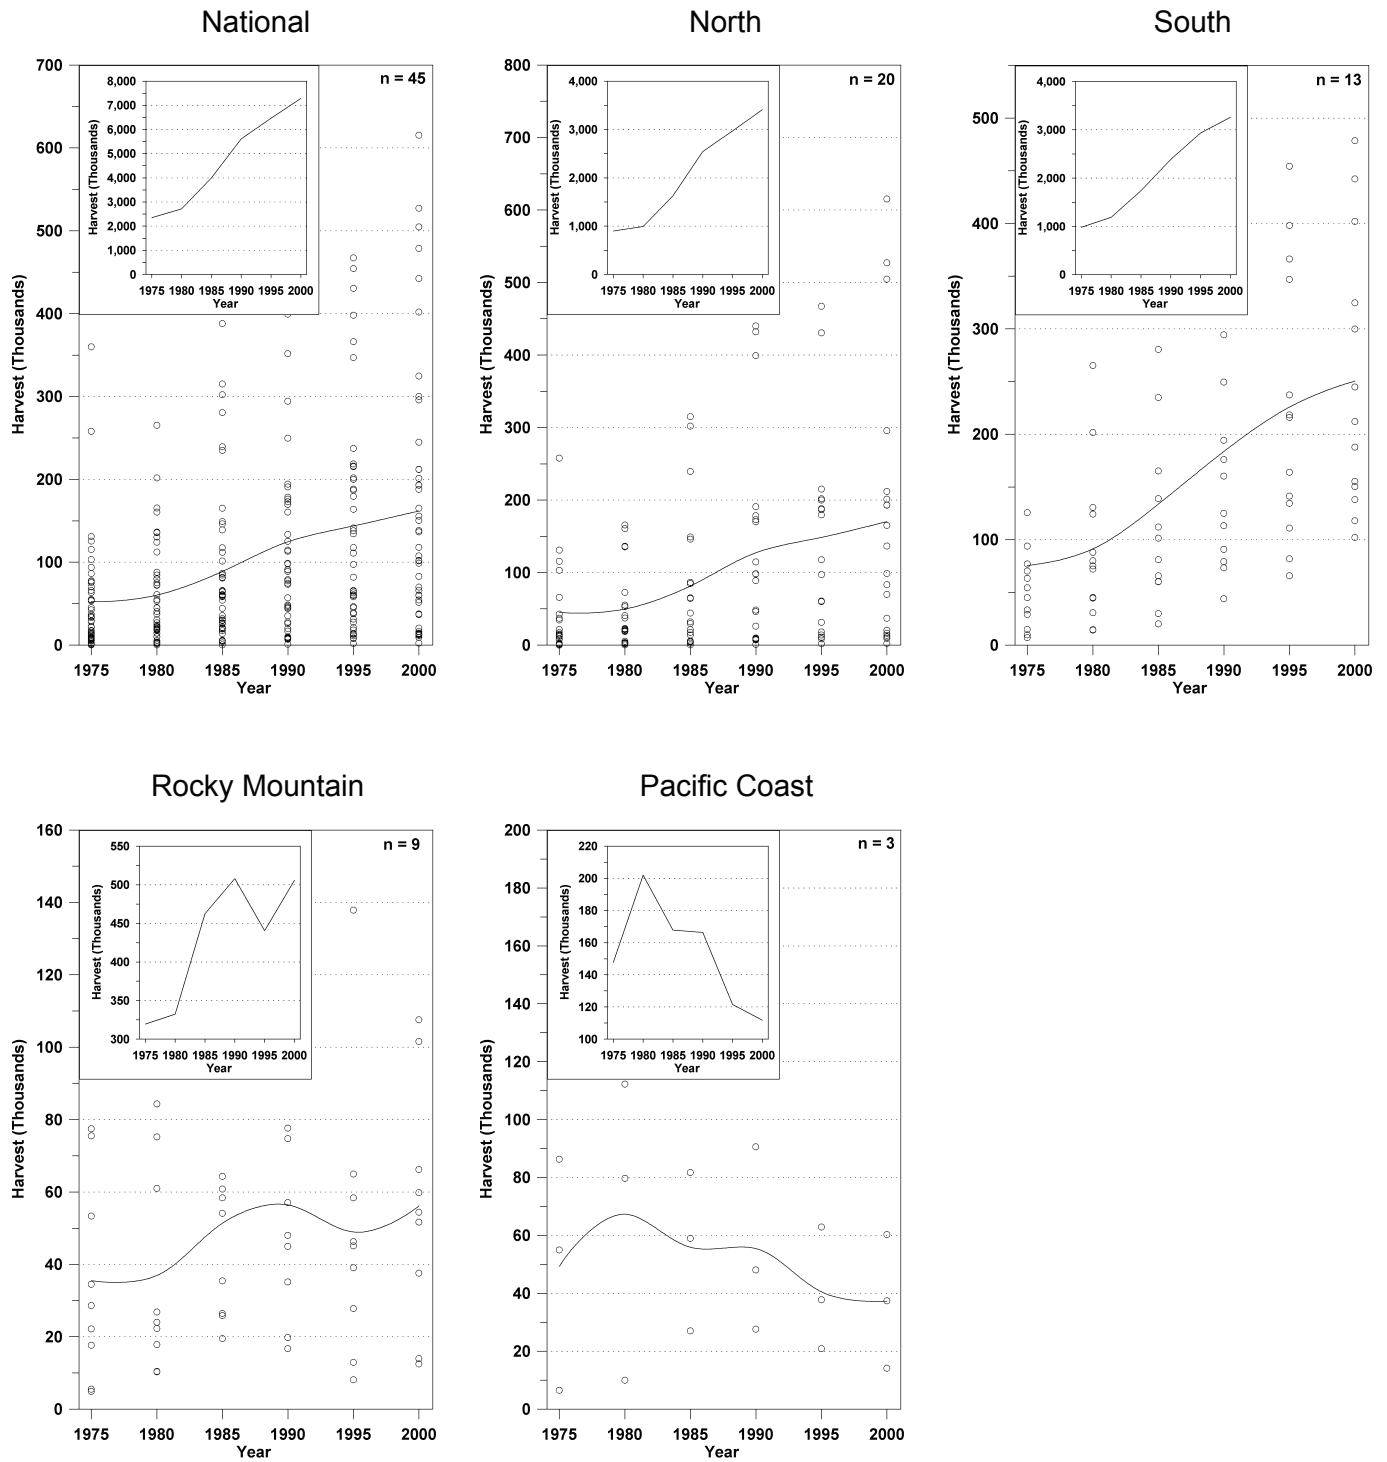 National
North
South
700
600
500
400
300
200
100
0
Harvest (Thousands)
1975 1980 1985 1990 1995 2000
Year
n = 45
8,000
7,000
6,000
5,000
4,000
3,000
2,000
1,000
0
Harvest (Thousands)
1975 1980 1985 1990 1995 2000
Year
800
700
600
500
400
300
200
100
0
Harvest (Thousands)
1975 1980 1985 1990 1995 2000
Year
n = 20
4,000
3,000
2,000
1,000
0
Harvest (Thousands)
1975 1980 1985 1990 1995 2000
Year
500
400
300
200
100
0
Harvest (Thousands)
1975 1980 1985 1990 1995 2000
Year
n = 13
4,000
3,000
2,000
1,000
0
Harvest (Thousands)
1975 1980 1985 1990 1995 2000
Year
Rocky Mountain
Pacific Coast
160
140
120
100
80
60
40
20
0
Harvest (Thousands)
1975 1980 1985 1990 1995 2000
Year
n = 9
550
500
450
400
350
300
Harvest (Thousands)
1975 1980 1985 1990 1995 2000
Year
200
180
160
140
120
100
80
60
40
20
0
Harvest (Thousands)
1975 1980 1985 1990 1995 2000
Year
n = 3
220
200
180
160
140
120
100
Harvest (Thousands)
1975 1980 1985 1990 1995 2000
Year